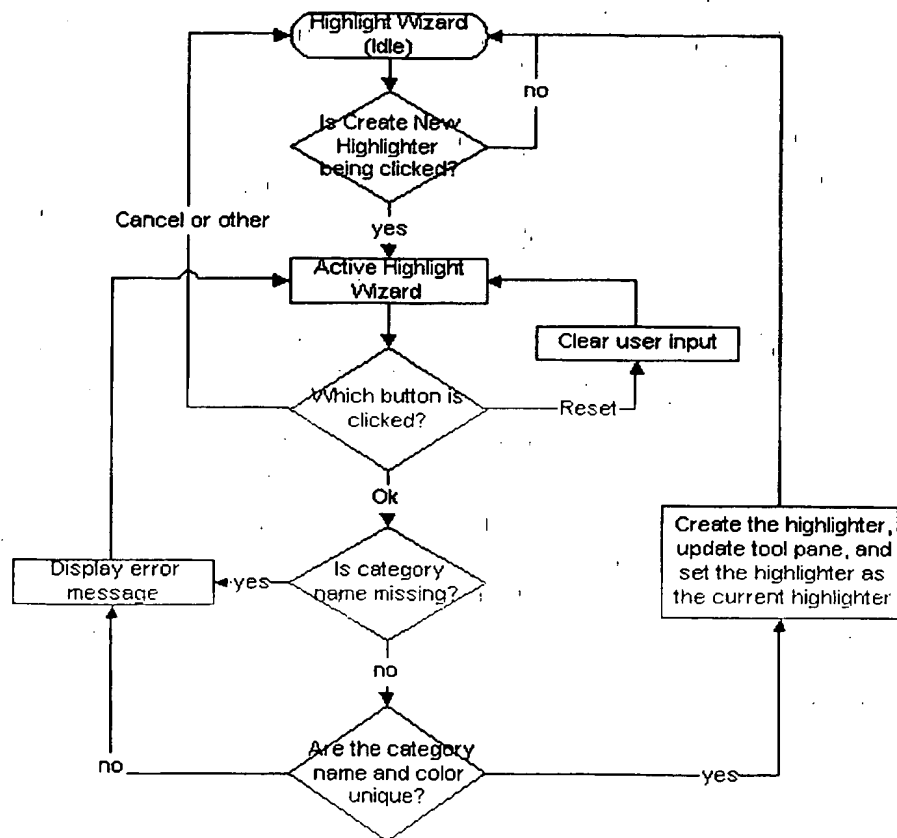 Highlight Wizard
(Idle)
no
Is Create New
Highlighter
being clicked?
Cancel or other
yes
Active Highlight
Wizard
Clear user input
Which button is
clicked?
Reset
Ok
Create the highlighter,
update tool pane, and
set the highlighter as
the current highlighter
Display error
message
yes
Is category
name missing?
no
Are the category
name and color
unique?
no
yes